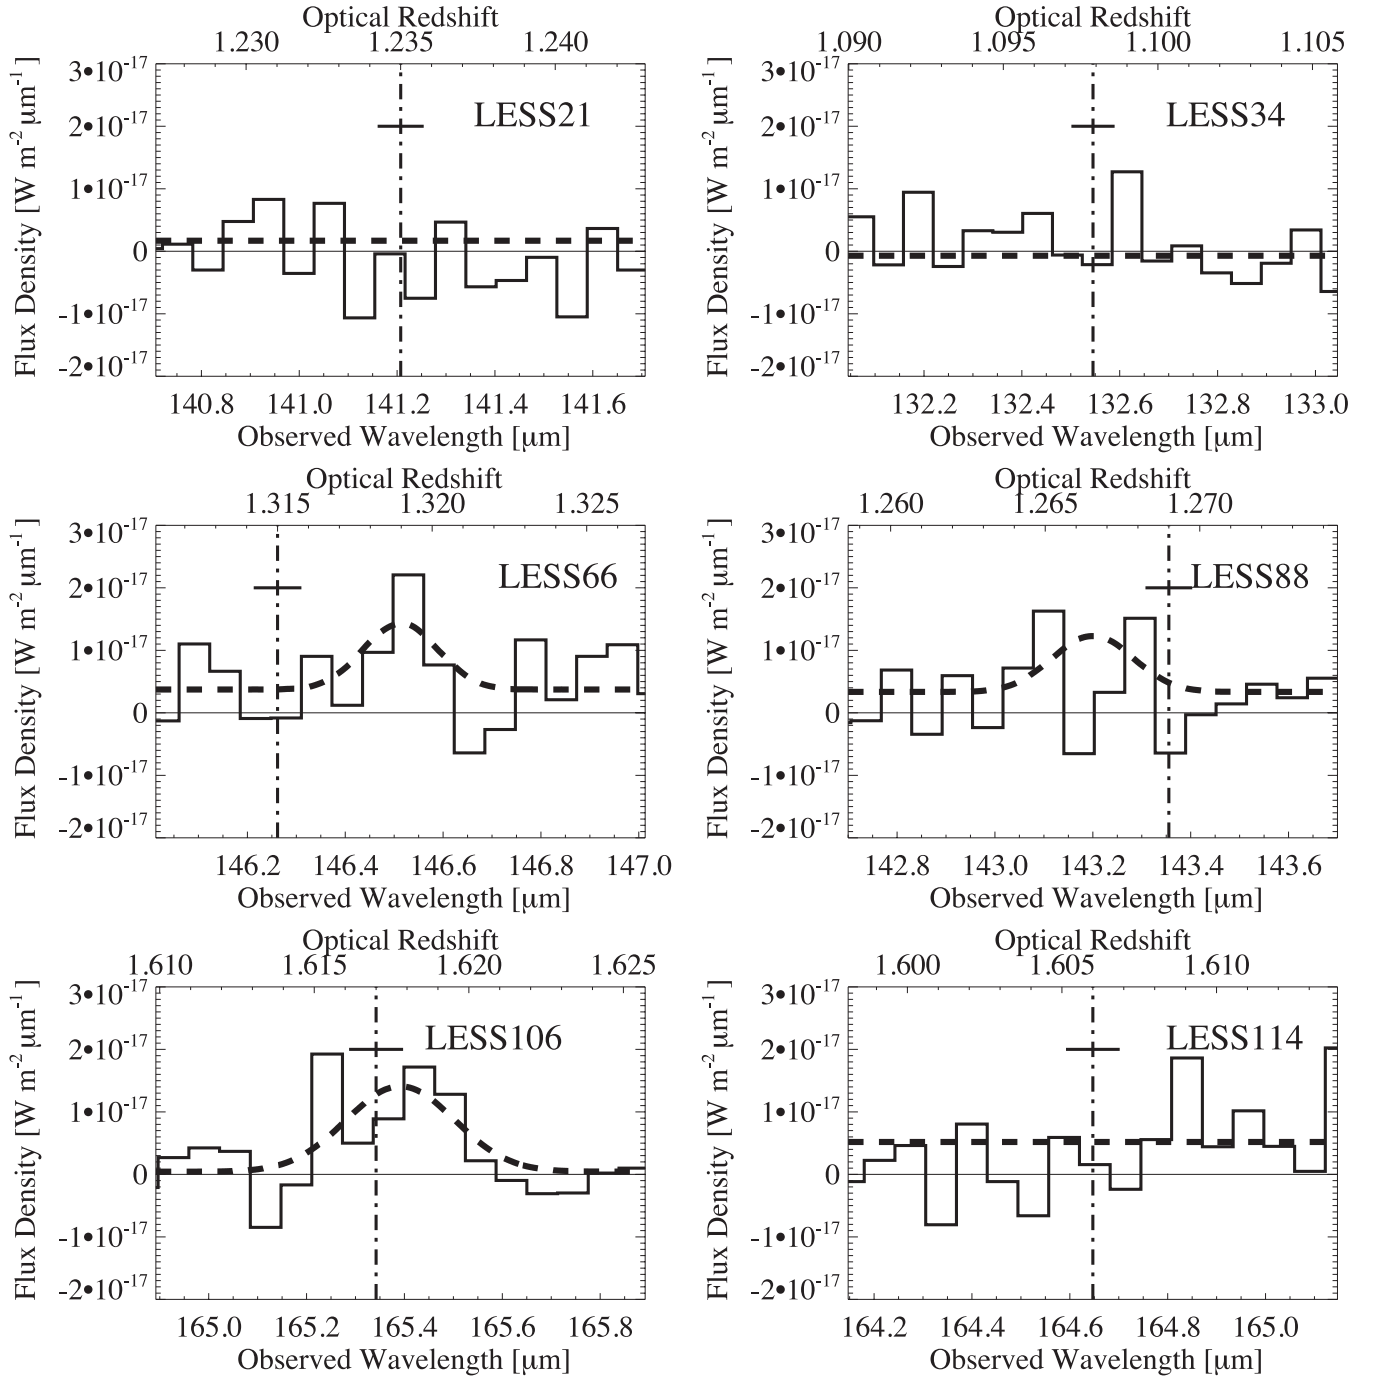 Optical Redshift
1.230 1.235 1.240
3•10-17
2•10-17
1•10-17
0
-1•10-17
-2•10-17
Flux Density [W m-2 μm-1]
LESS21
140.8 141.0 141.2 141.4 141.6
Observed Wavelength [μm]
Optical Redshift
1.090 1.095 1.100 1.105
3•10-17
2•10-17
1•10-17
0
-1•10-17
-2•10-17
Flux Density [W m-2 μm-1]
LESS34
132.2 132.4 132.6 132.8 133.0
Observed Wavelength [μm]
Optical Redshift
1.315 1.320 1.325
3•10-17
2•10-17
1•10-17
0
-1•10-17
-2•10-17
Flux Density [W m-2 μm-1]
LESS66
146.2 146.4 146.6 146.8 147.0
Observed Wavelength [μm]
Optical Redshift
1.260 1.265 1.270
3•10-17
2•10-17
1•10-17
0
-1•10-17
-2•10-17
Flux Density [W m-2 μm-1]
LESS88
142.8 143.0 143.2 143.4 143.6
Observed Wavelength [μm]
Optical Redshift
1.610 1.615 1.620 1.625
3•10-17
2•10-17
1•10-17
0
-1•10-17
-2•10-17
Flux Density [W m-2 μm-1]
LESS106
165.0 165.2 165.4 165.6 165.8
Observed Wavelength [μm]
Optical Redshift
1.600 1.605 1.610
3•10-17
2•10-17
1•10-17
0
-1•10-17
-2•10-17
Flux Density [W m-2 μm-1]
LESS114
164.2 164.4 164.6 164.8 165.0
Observed Wavelength [μm]